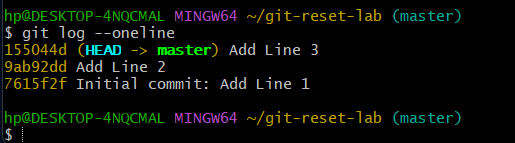 hp@DESKTOP-4NQCMAL MINGW64 ~/git-reset-lab (master)
$ git log --oneline
155044d (HEAD -> master) Add Line 3
9ab92dd Add Line 2
7615f2f Initial commit: Add Line 1
hp@DESKTOP-4NQCMAL MINGW64 ~/git-reset-lab (master)
$